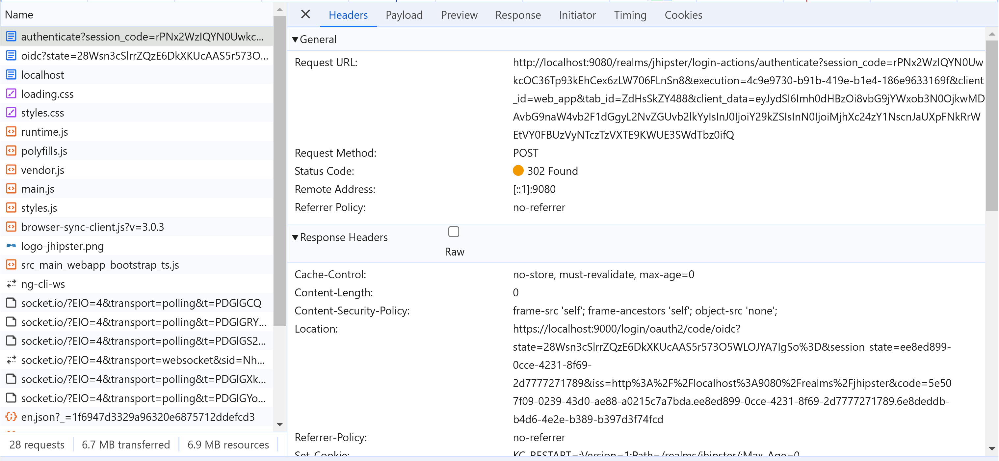 Name
authenticate?session_code=rPNx2WzIQYN0Uwkc...
oidc?state=28Wsn3cSlrrZQzE6DkXKUcAAS5r573O...
localhost
loading.css
styles.css
runtime.js
polyfills.js
vendor.js
main.js
styles.js
browser-sync-client.js?v=3.0.3
logo-jhipster.png
src_main_webapp_bootstrap_ts.js
ng-cli-ws
socket.io/?EIO=4&transport=polling&t=PDGlGCQ
socket.io/?EIO=4&transport=polling&t=PDGlGRY...
socket.io/?EIO=4&transport=polling&t=PDGlGS2...
socket.io/?EIO=4&transport=websocket&sid=Nh...
socket.io/?EIO=4&transport=polling&t=PDGlGXk...
socket.io/?EIO=4&transport=polling&t=PDGlGYo...
en.json?_=1f6947d3329a96320e6875712ddefcd3
28 requests 6.7 MB transferred 6.9 MB resources
Headers Payload Preview Response Initiator Timing Cookies
General
Request URL: http://localhost:9080/realms/jhipster/login-actions/authenticate?session_code=rPNx2WzIQYN0Uw
kcOC36Tp93kEhCex6zLW706FLnSn8&execution=4c9e9730-b91b-419e-b1e4-186e9633169f&client
_id=web_app&tab_id=ZdHsSkZY488&client_data=eyJydSI6Imh0dHBzOi8vbG9jYWxob3N0OjkwMD
AvbG9naW4vb2F1dGgyL2NvZGUvb2lkYyIsInJ0IjoiY29kZSIsInN0IjoiMjhXc24zY1NscnJaUXpFNkRrW
EtVY0FBUzVyNTczTzVXTE9KWUE3SWdTbz0ifQ
Request Method: POST
Status Code: 302 Found
Remote Address: [::1]:9080
Referrer Policy: no-referrer
Response Headers
Raw
Cache-Control: no-store, must-revalidate, max-age=0
Content-Length: 0
Content-Security-Policy: frame-src 'self'; frame-ancestors 'self'; object-src 'none';
Location: https://localhost:9000/login/oauth2/code/oidc?
state=28Wsn3cSlrrZQzE6DkXKUcAAS5r573O5WLOJYA7IgSo%3D&session_state=ee8ed899-
0cce-4231-8f69-
2d7777271789&iss=http%3A%2F%2Flocalhost%3A9080%2Frealms%2Fjhipster&code=5e50
7f09-0239-43d0-ae88-a0215c7a7bda.ee8ed899-0cce-4231-8f69-2d7777271789.6e8deddb-
b4d6-4e2e-b389-b397d3f74fcd
Referrer-Policy: no-referrer
Set-Cookie: KC_RESTART=;Version=1;Path=/realms/jhipster/;Max-Age=0